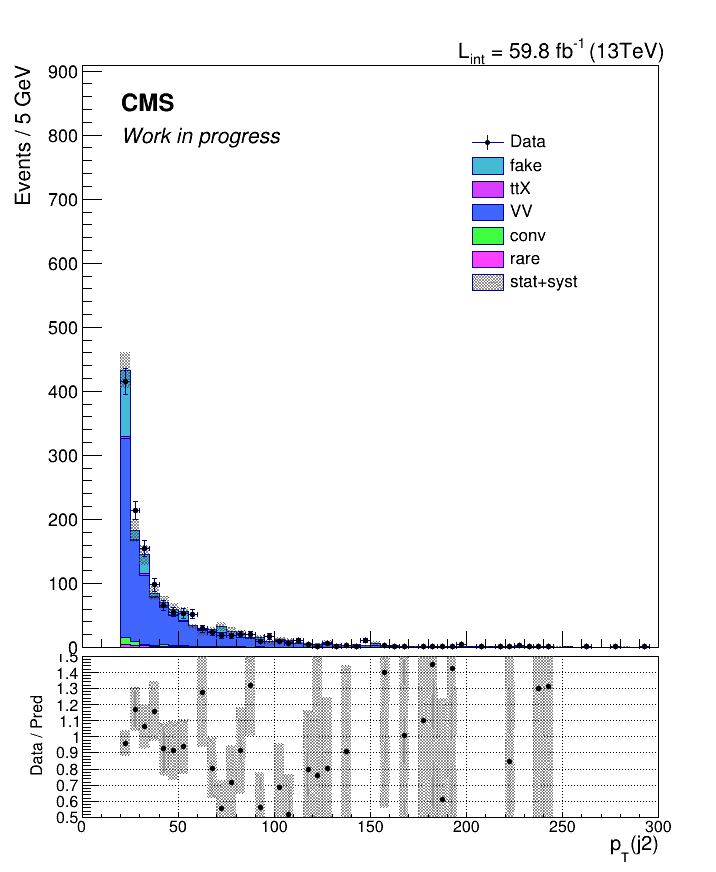 L_int = 59.8 fb^-1 (13TeV)
Events / 5 GeV
900
800
700
600
500
400
300
200
100
0
CMS
Work in progress
Data
fake
ttX
VV
conv
rare
stat+syst
Data / Pred
1.5
1.4
1.3
1.2
1.1
1
0.9
0.8
0.7
0.6
0.5
0 50 100 150 200 250 300
p_T(j2)